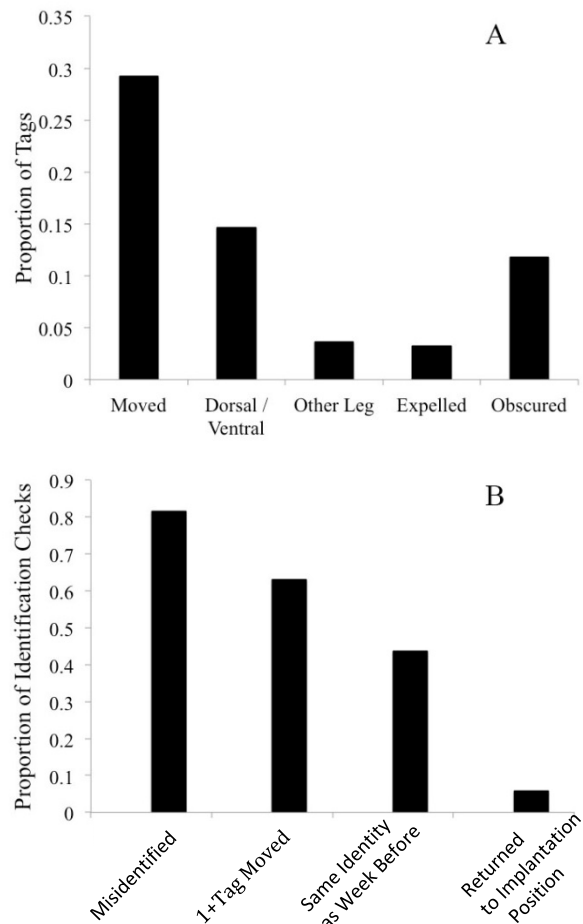 A
Proportion of Tags
0.35
0.3
0.25
0.2
0.15
0.1
0.05
0
Moved
Dorsal /
Ventral
Other Leg
Expelled
Obscured
B
Proportion of Identification Checks
0.9
0.8
0.7
0.6
0.5
0.4
0.3
0.2
0.1
0
Misidentified
1+Tag Moved
Same Identity
as Week Before
Returned
to Implantation
Position